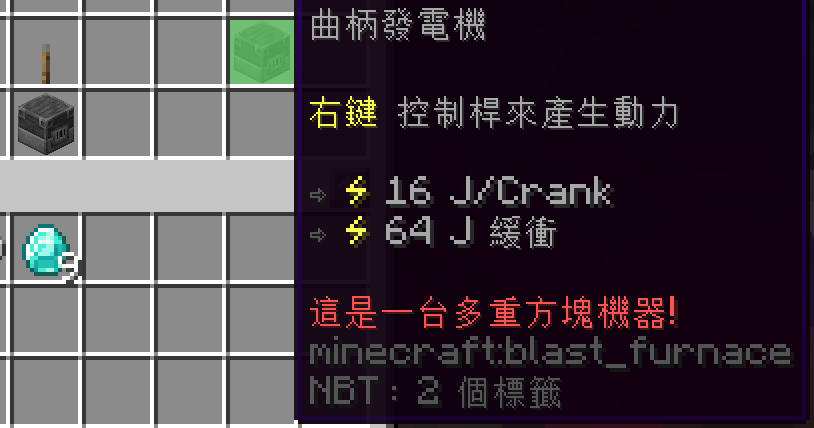 曲柄發電機
右鍵 控制桿來產生動力
⇨ ⚡ 16 J/Crank
⇨ ⚡ 64 J 緩衝
這是一台多重方塊機器!
minecraft:blast_furnace
NBT: 2 個標籤
9